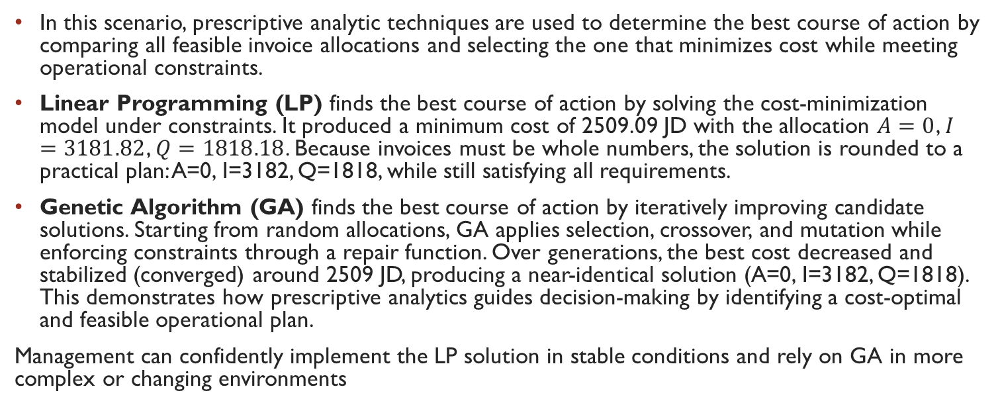 • In this scenario, prescriptive analytic techniques are used to determine the best course of action by
comparing all feasible invoice allocations and selecting the one that minimizes cost while meeting
operational constraints.
• Linear Programming (LP) finds the best course of action by solving the cost-minimization
model under constraints. It produced a minimum cost of 2509.09 JD with the allocation A = 0, I
= 3181.82, Q = 1818.18. Because invoices must be whole numbers, the solution is rounded to a
practical plan: A=0, I=3182, Q=1818, while still satisfying all requirements.
• Genetic Algorithm (GA) finds the best course of action by iteratively improving candidate
solutions. Starting from random allocations, GA applies selection, crossover, and mutation while
enforcing constraints through a repair function. Over generations, the best cost decreased and
stabilized (converged) around 2509 JD, producing a near-identical solution (A=0, I=3182, Q=1818).
This demonstrates how prescriptive analytics guides decision-making by identifying a cost-optimal
and feasible operational plan.
Management can confidently implement the LP solution in stable conditions and rely on GA in more
complex or changing environments